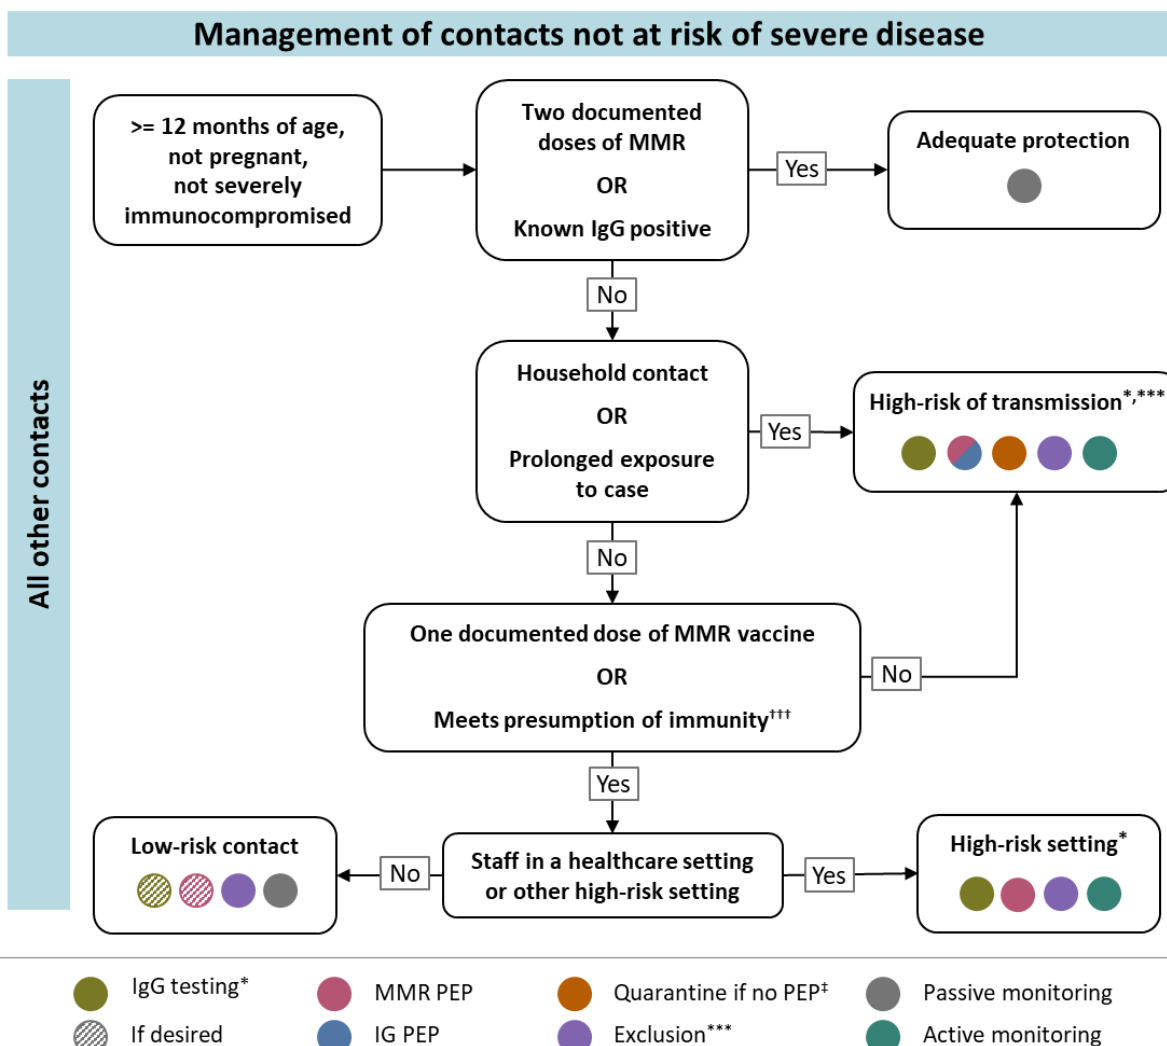 Management of contacts not at risk of severe disease
All other contacts
>= 12 months of age,
not pregnant,
not severely
immunocompromised
Two documented
doses of MMR
OR
Known IgG positive
Yes
Adequate protection
No
Household contact
OR
Prolonged exposure
to case
Yes
High-risk of transmission*,***
No
One documented dose of MMR vaccine
OR
Meets presumption of immunity†††
No
Yes
Low-risk contact
No
Staff in a healthcare setting
or other high-risk setting
Yes
High-risk setting*
IgG testing*
MMR PEP
Quarantine if no PEP‡
Passive monitoring
If desired
IG PEP
Exclusion***
Active monitoring